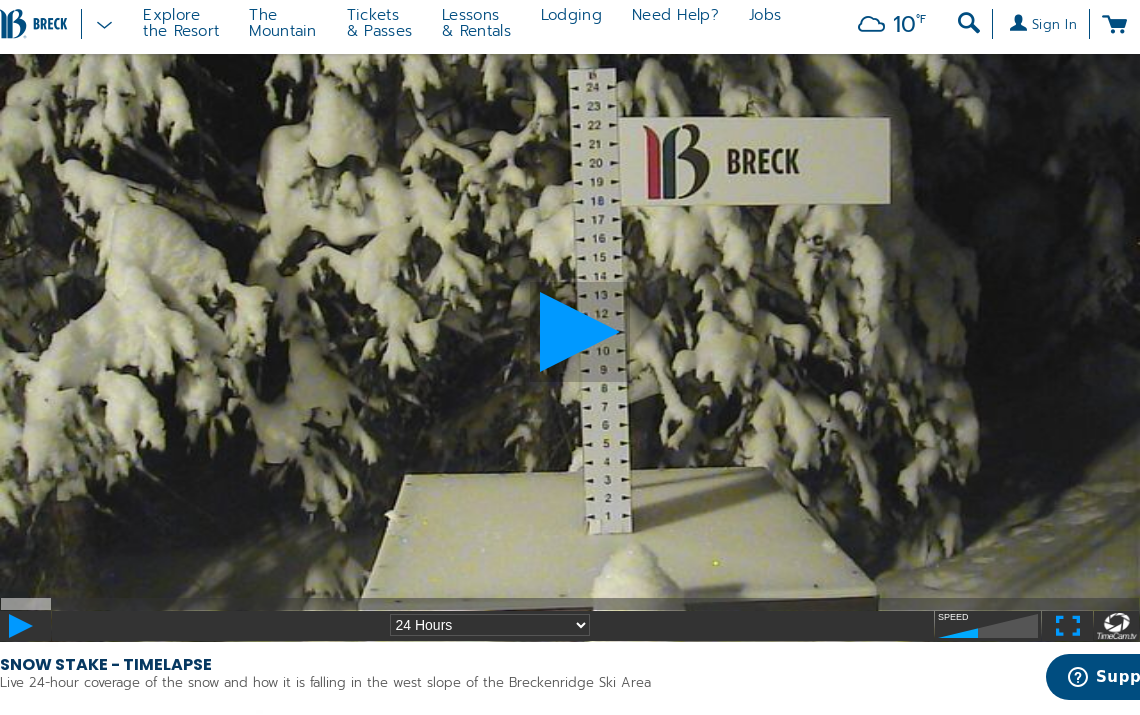 BRECK
Explore
the Resort
The
Mountain
Tickets
& Passes
Lessons
& Rentals
Lodging
Need Help?
Jobs
10°F
Sign In
24
23
22
21
20
19
18
17
16
15
14
13
12
10
9
8
7
6
5
4
3
2
1
B BRECK
24 Hours
SPEED
TimeCam.tv
SNOW STAKE - TIMELAPSE
Live 24-hour coverage of the snow and how it is falling in the west slope of the Breckenridge Ski Area
Supp